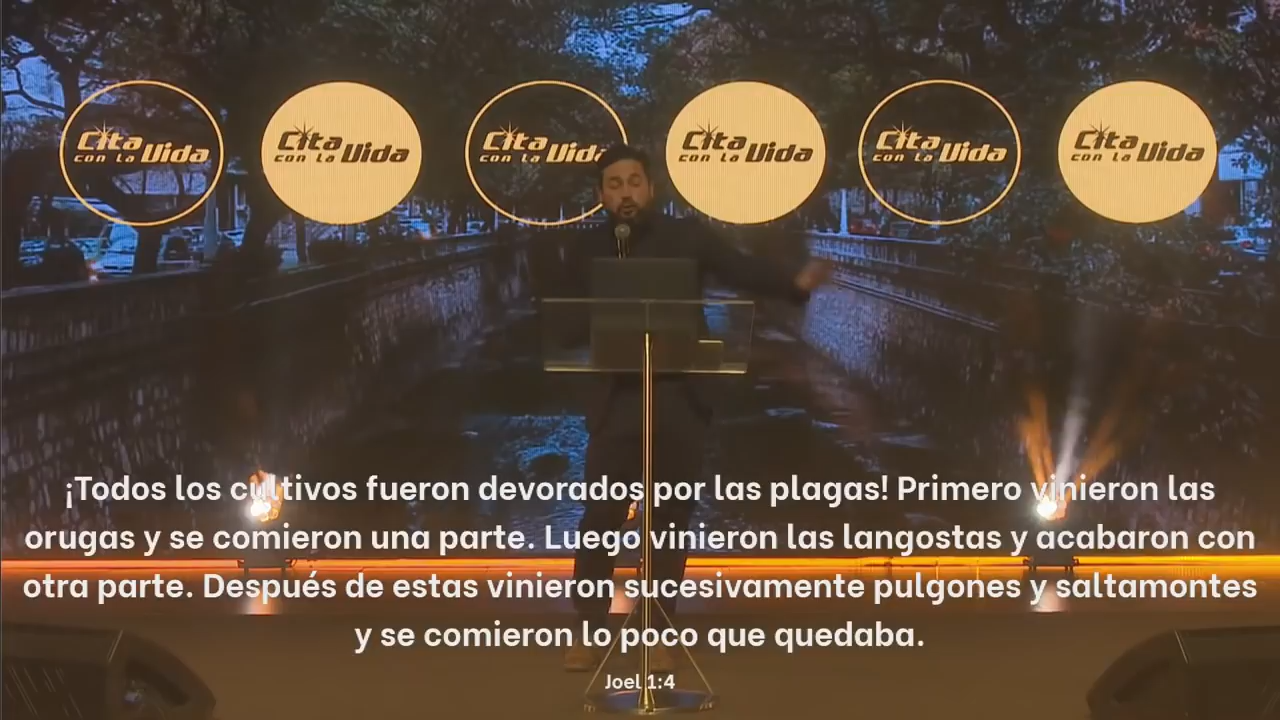 Cita
con la Vida
Cita
con la Vida
Cita
con la Vida
Cita
con la Vida
Cita
con la Vida
Cita
con la Vida
¡Todos los cultivos fueron devorados por las plagas! Primero vinieron las
orugas y se comieron una parte. Luego vinieron las langostas y acabaron con
otra parte. Después de estas vinieron sucesivamente pulgones y saltamontes
y se comieron lo poco que quedaba.
Joel 1:4